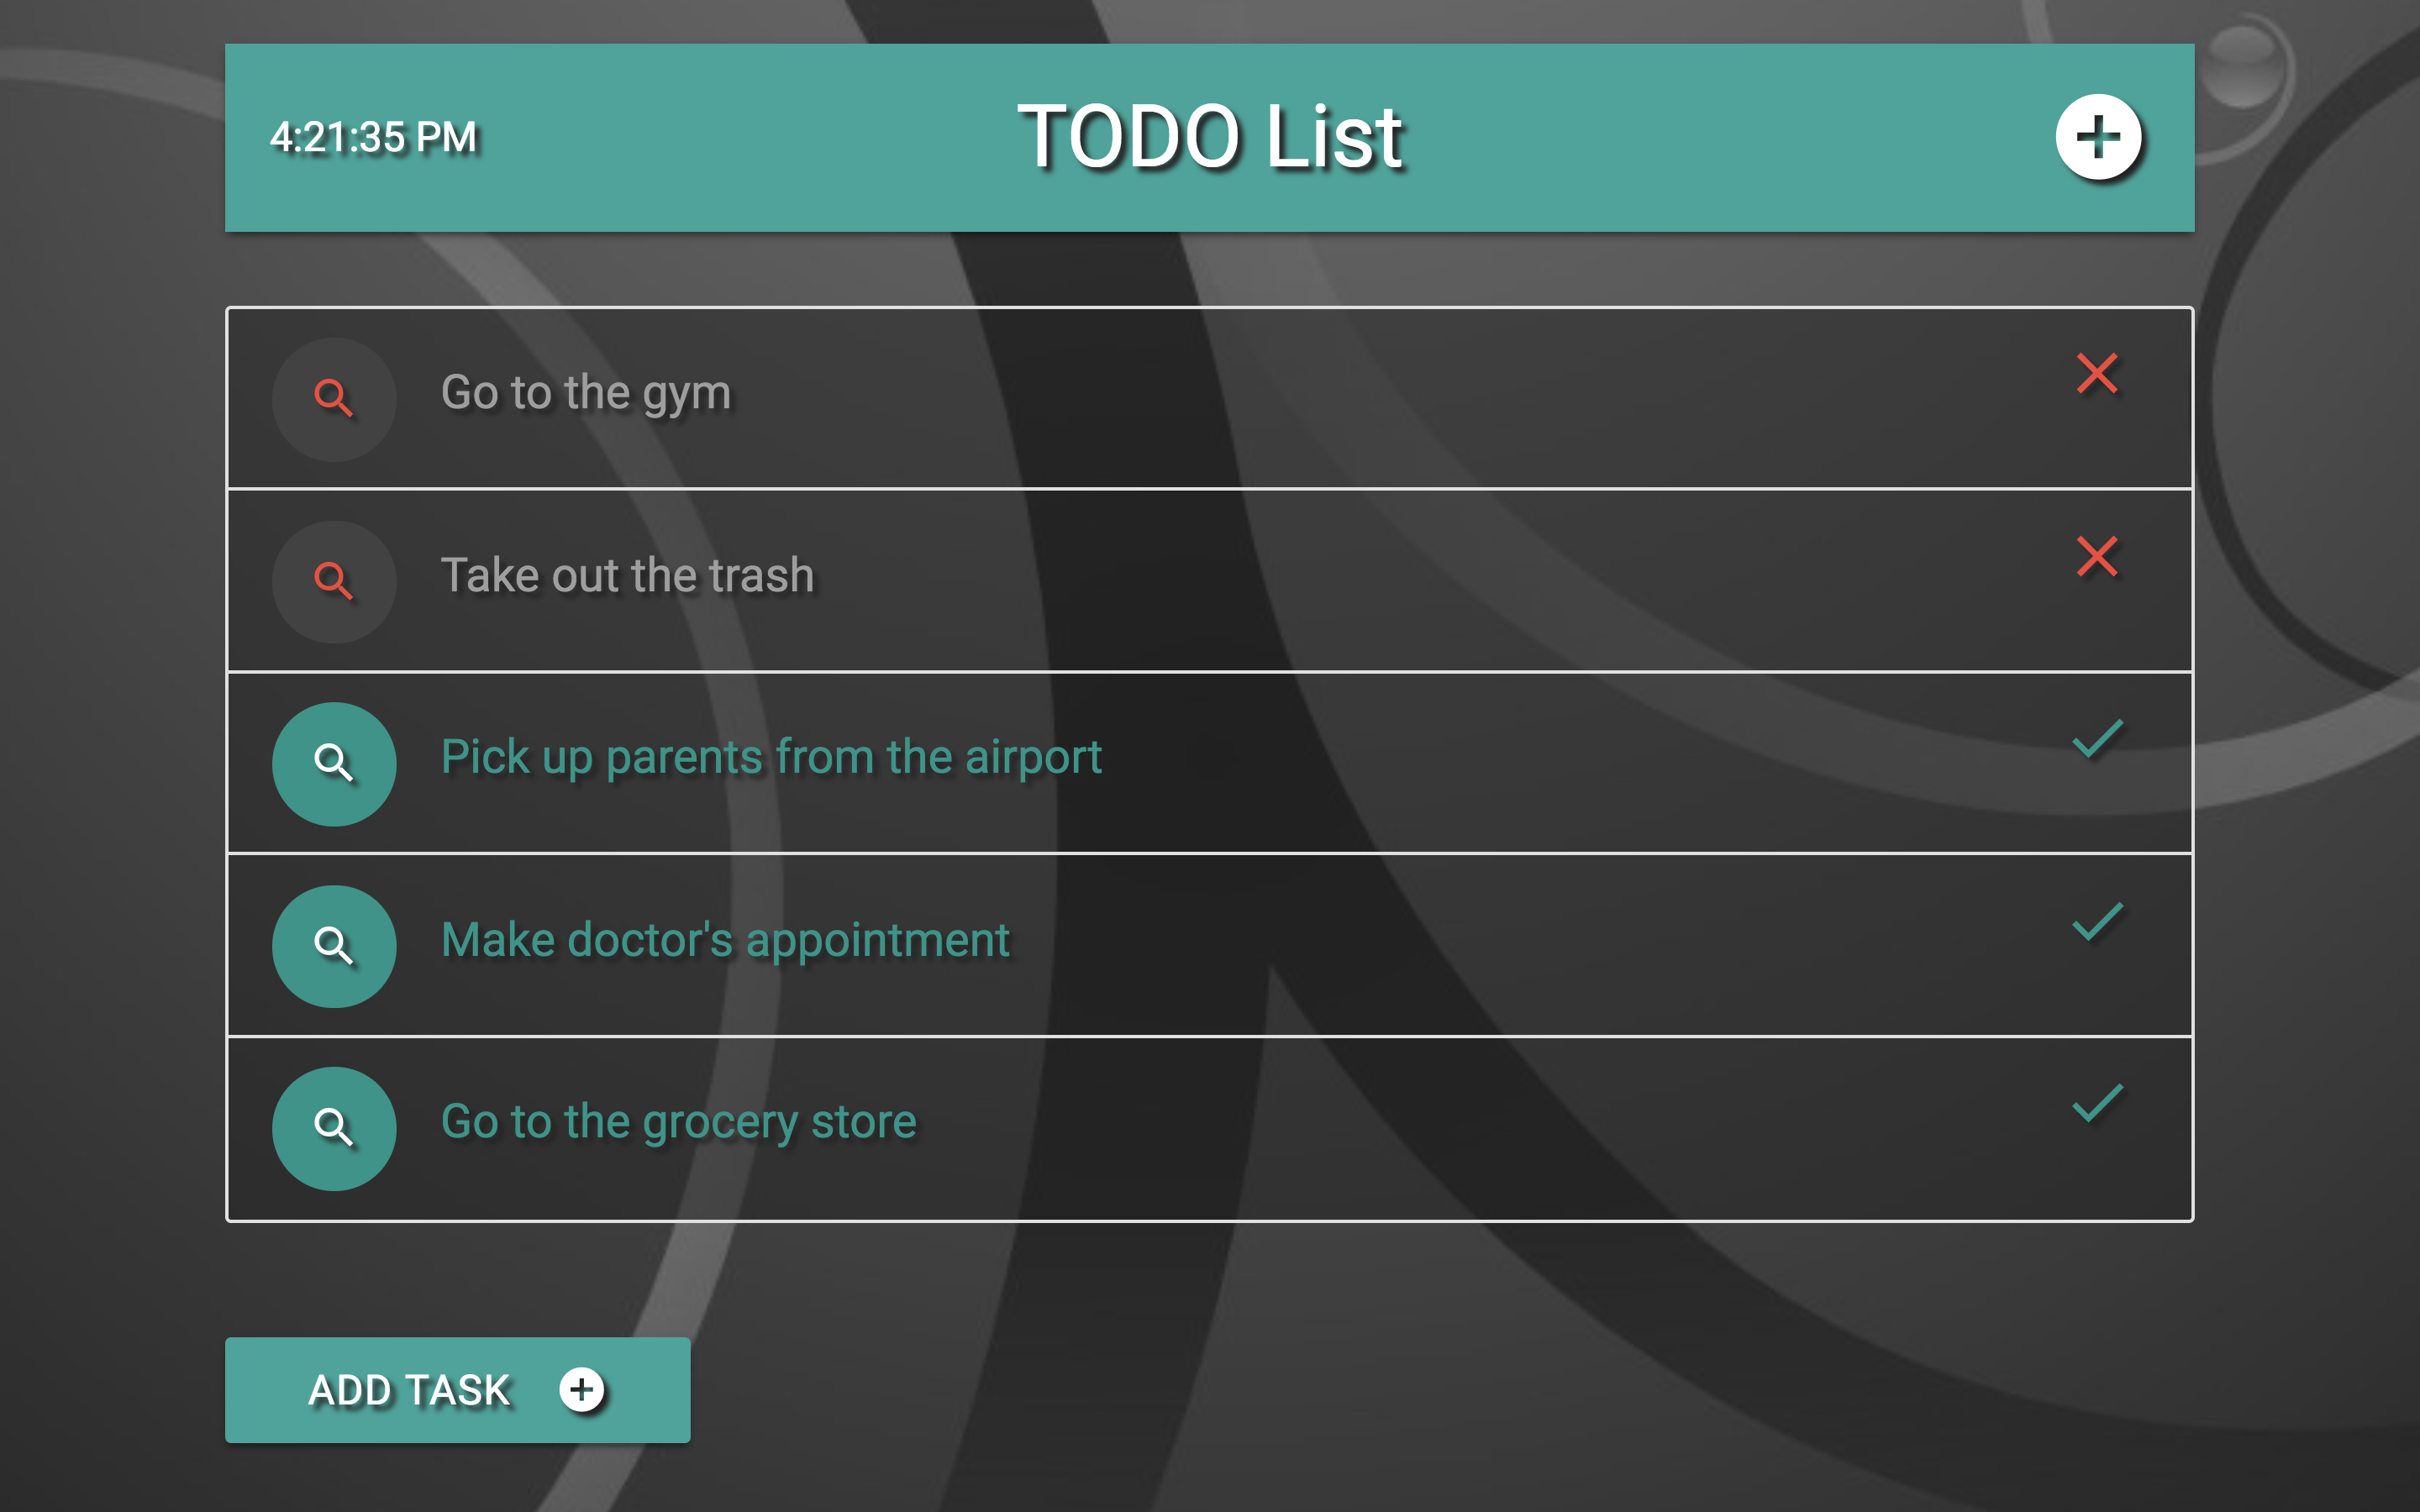 4:21:35 PM
TODO List
Go to the gym
Take out the trash
Pick up parents from the airport
Make doctor's appointment
Go to the grocery store
ADD TASK